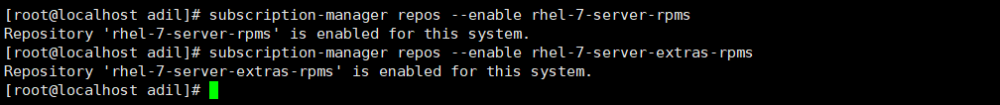 [root@localhost adil]# subscription-manager repos --enable rhel-7-server-rpms
Repository 'rhel-7-server-rpms' is enabled for this system.
[root@localhost adil]# subscription-manager repos --enable rhel-7-server-extras-rpms
Repository 'rhel-7-server-extras-rpms' is enabled for this system.
[root@localhost adil]#